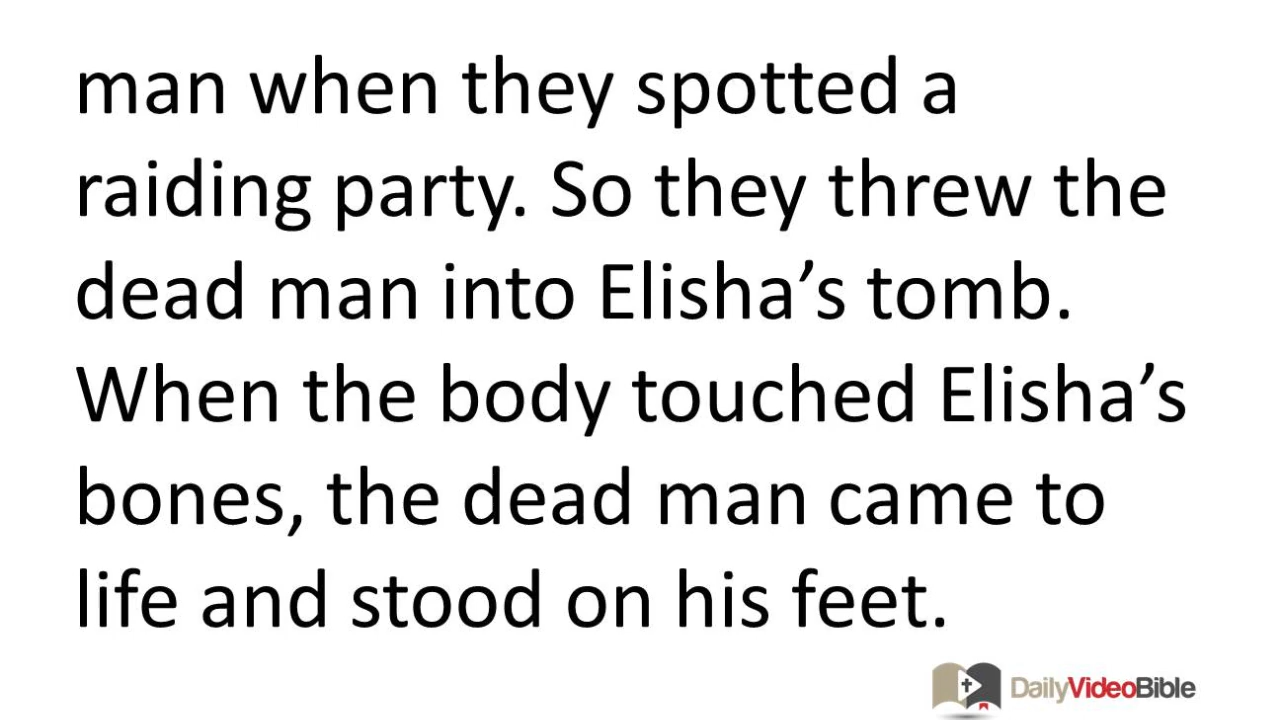 man when they spotted a
raiding party. So they threw the
dead man into Elisha’s tomb.
When the body touched Elisha’s
bones, the dead man came to
life and stood on his feet.
DailyVideoBible